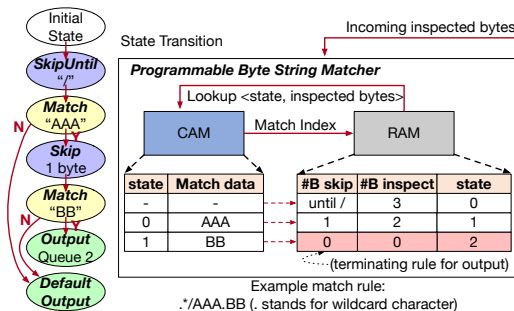 Initial
State
SkipUntil
"/"
Match
"AAA"
N
Y
Skip
1 byte
Match
"BB"
N
Y
Output
Queue 2
Default
Output
State Transition
Incoming inspected bytes
Programmable Byte String Matcher
Lookup <state, inspected bytes>
CAM
Match Index
RAM
state Match data
- -
0 AAA
1 BB
#B skip #B inspect state
until / 3 0
1 2 1
0 0 2
(terminating rule for output)
Example match rule:
.*/AAA.BB (. stands for wildcard character)